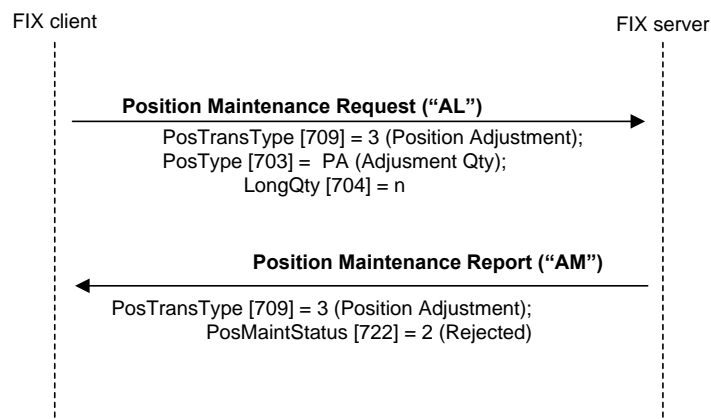 FIX client
FIX server
Position Maintenance Request (“AL”)
PosTransType [709] = 3 (Position Adjustment);
PosType [703] = PA (Adjusment Qty);
LongQty [704] = n
Position Maintenance Report (“AM”)
PosTransType [709] = 3 (Position Adjustment);
PosMaintStatus [722] = 2 (Rejected)